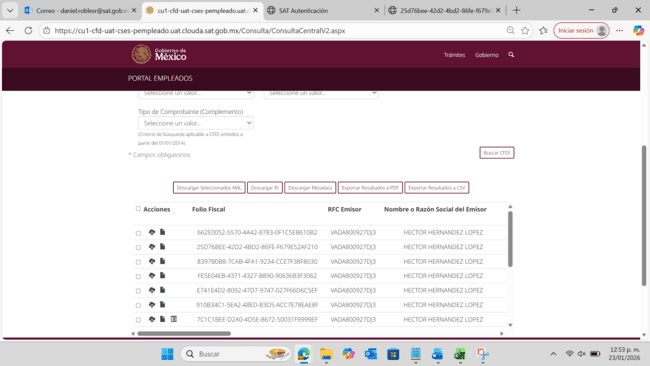 Correo - daniel.roblesr@sat.gob.m
cu1-cfd-uat-cses-pempleado.uat
SAT Autenticación
25d76bee-42d2-4bd2-86fe-f679e
https://cu1-cfd-uat-cses-pempleado.uat.clouda.sat.gob.mx/Consulta/ConsultaCentralV2.aspx
Iniciar sesión
Gobierno de
México
Trámites
Gobierno
PORTAL EMPLEADOS
Seleccione un valor...
Seleccione un valor...
Tipo de Comprobante (Complemento)
Seleccione un valor...
(Criterio de búsqueda aplicable a CFDI emitidos a
partir del 01/01/2014)
* Campos obligatorios
Buscar CFDI
Descargar Seleccionados XML
Descargar RI
Descargar Metadata
Exportar Resultados a PDF
Exportar Resultados a CSV
Acciones Folio Fiscal RFC Emisor Nombre o Razón Social del Emisor
662E0052-5570-4A42-8783-0F1C5EB610B2 VADA800927DJ3 HECTOR HERNANDEZ LOPEZ
25D76BEE-42D2-4BD2-86FE-F679E52AF210 VADA800927DJ3 HECTOR HERNANDEZ LOPEZ
8397B0B8-7CAB-4FA1-9234-CCE7F38F8030 VADA800927DJ3 HECTOR HERNANDEZ LOPEZ
FE5E04EB-4371-4327-B890-90636B3F3062 VADA800927DJ3 HECTOR HERNANDEZ LOPEZ
E741E4D2-8092-47D7-9747-027F66D6C5EF VADA800927DJ3 HECTOR HERNANDEZ LOPEZ
910B34C1-5EA2-48ED-B3D5-ACC7E78EAE8F VADA800927DJ3 HECTOR HERNANDEZ LOPEZ
7C1C1BEE-D2A0-4D5E-8672-50031F9999EF VADA800927DJ3 HECTOR HERNANDEZ LOPEZ
Buscar
12:53 p. m.
23/01/2026